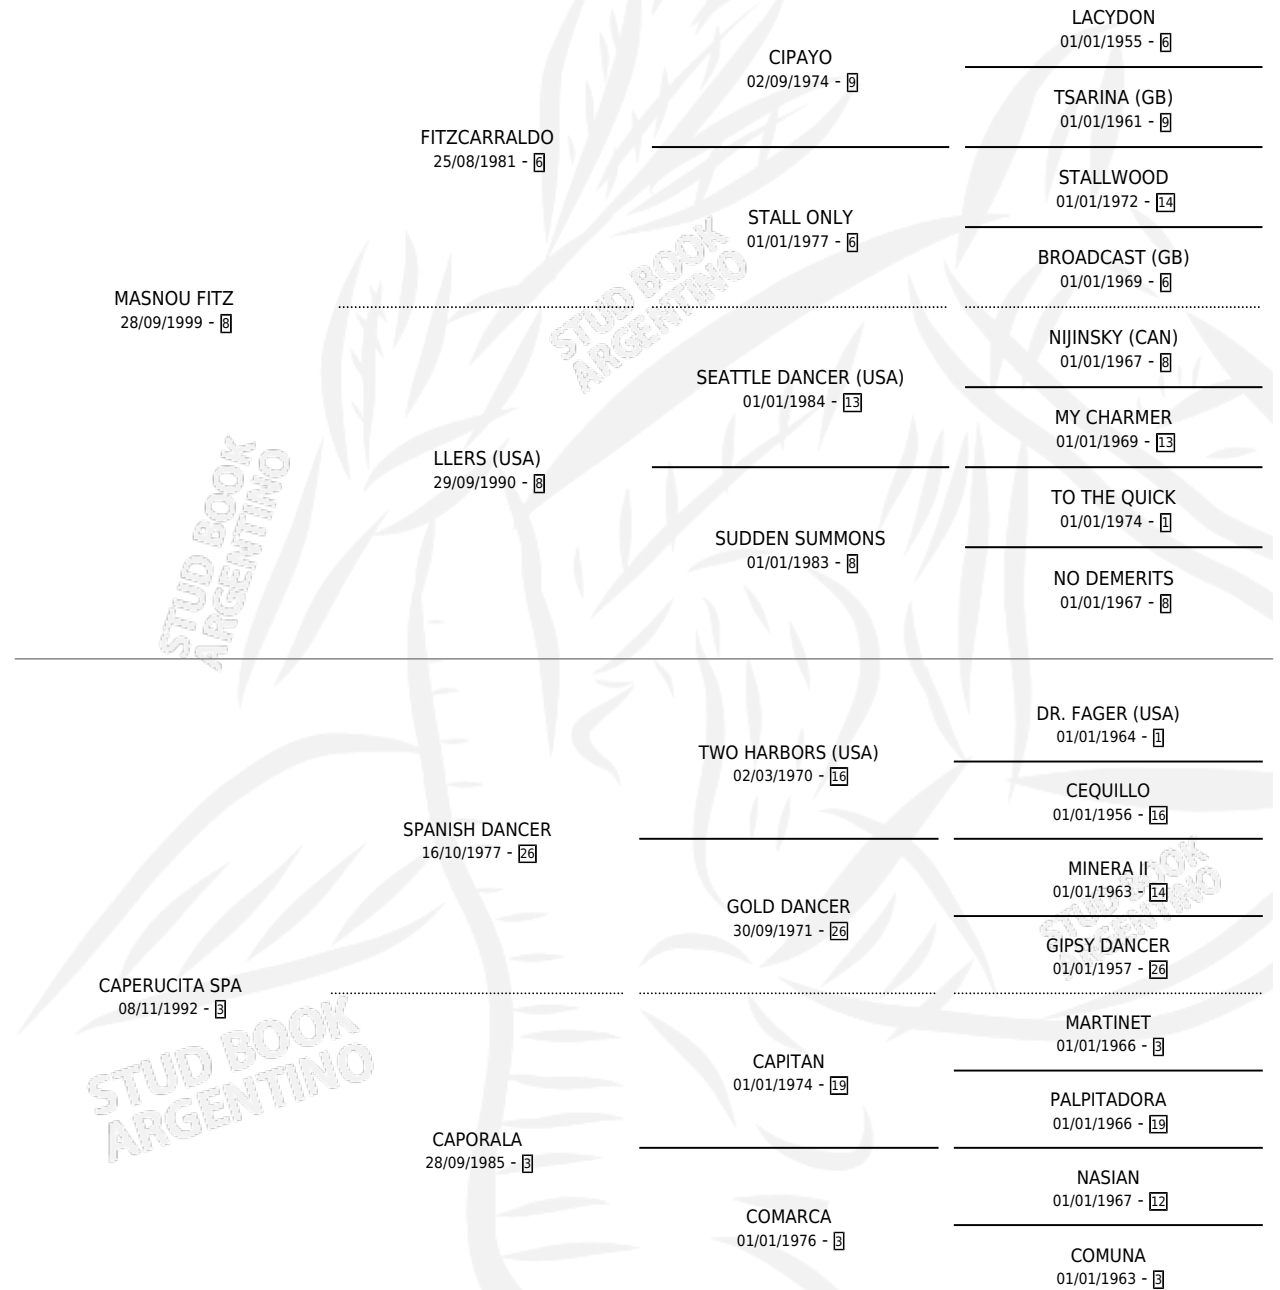 LACYDON
01/01/1955 - 6
CIPAYO
02/09/1974 - 9
TSARINA (GB)
01/01/1961 - 9
FITZCARRALDO
25/08/1981 - 6
STALLWOOD
01/01/1972 - 14
STALL ONLY
01/01/1977 - 6
BROADCAST (GB)
01/01/1969 - 6
MASNOU FITZ
28/09/1999 - 8
NIJINSKY (CAN)
01/01/1967 - 8
SEATTLE DANCER (USA)
01/01/1984 - 13
MY CHARMER
01/01/1969 - 13
LLERS (USA)
29/09/1990 - 8
TO THE QUICK
01/01/1974 - 1
SUDDEN SUMMONS
01/01/1983 - 8
NO DEMERITS
01/01/1967 - 8
DR. FAGER (USA)
01/01/1964 - 1
TWO HARBORS (USA)
02/03/1970 - 16
CEQUILLO
01/01/1956 - 16
SPANISH DANCER
16/10/1977 - 26
MINERA II
01/01/1963 - 14
GOLD DANCER
30/09/1971 - 26
GIPSY DANCER
01/01/1957 - 26
CAPERUCITA SPA
08/11/1992 - 3
MARTINET
01/01/1966 - 3
CAPITAN
01/01/1974 - 19
PALPITADORA
01/01/1966 - 19
CAPORALA
28/09/1985 - 3
NASIAN
01/01/1967 - 12
COMARCA
01/01/1976 - 3
COMUNA
01/01/1963 - 3
STUD BOOK
ARGENTINO
STUD BOOK
ARGENTINO
STUD BOOK
ARGENTINO
STUD BOOK
ARGENTINO